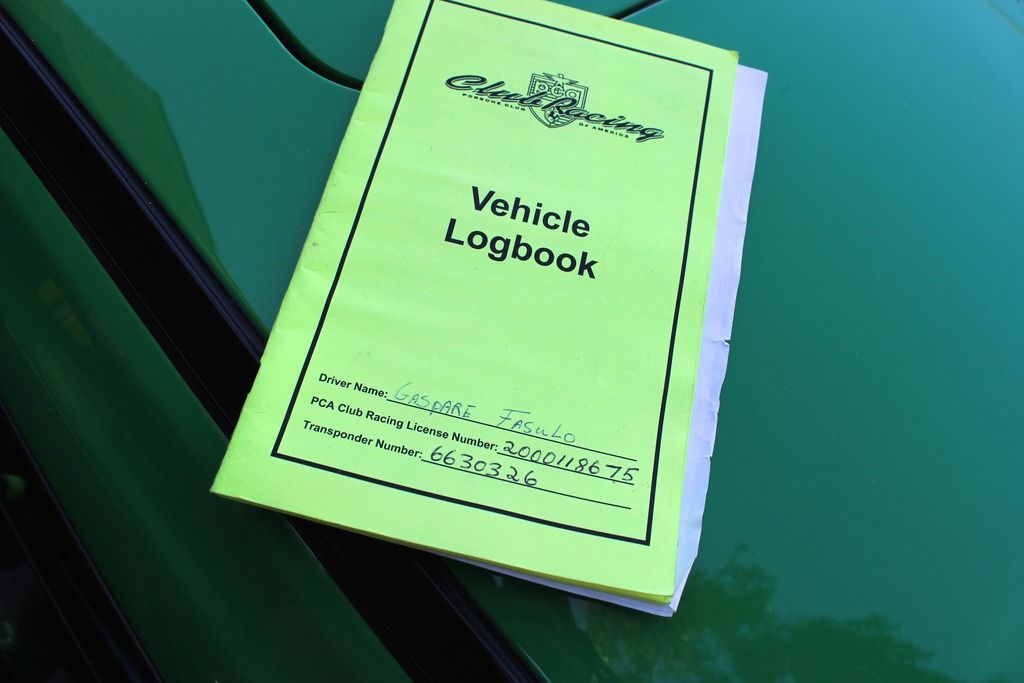 PCA
Club Racing
PORSCHE CLUB OF AMERICA
Vehicle
Logbook
Driver Name: GASPARE FASULO
PCA Club Racing License Number: 2000118675
Transponder Number: 6630326